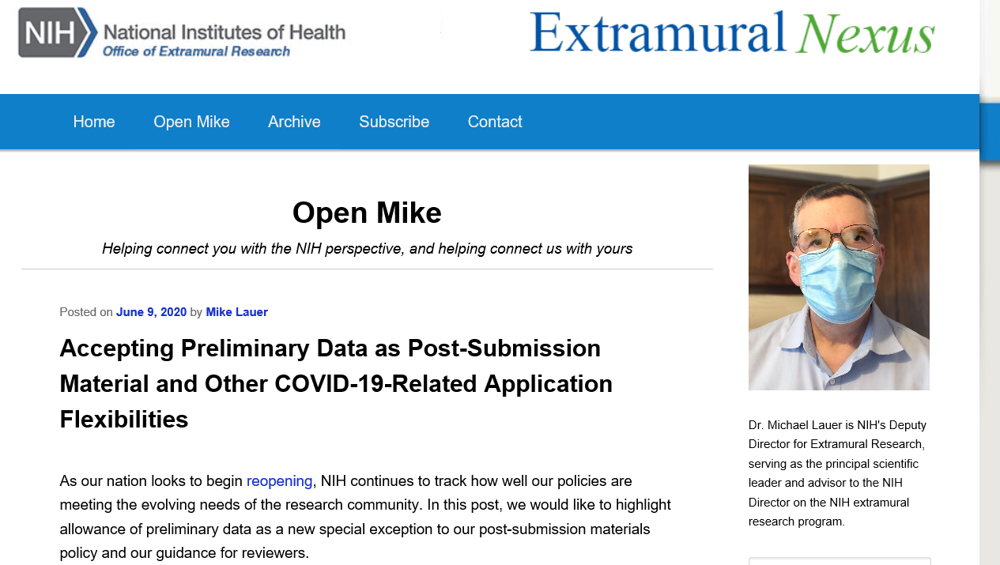 NIH National Institutes of Health
Office of Extramural Research
Extramural Nexus
Home Open Mike Archive Subscribe Contact
Open Mike
Helping connect you with the NIH perspective, and helping connect us with yours
Posted on June 9, 2020 by Mike Lauer
Accepting Preliminary Data as Post-Submission
Material and Other COVID-19-Related Application
Flexibilities
As our nation looks to begin reopening, NIH continues to track how well our policies are
meeting the evolving needs of the research community. In this post, we would like to highlight
allowance of preliminary data as a new special exception to our post-submission materials
policy and our guidance for reviewers.
Dr. Michael Lauer is NIH's Deputy
Director for Extramural Research,
serving as the principal scientific
leader and advisor to the NIH
Director on the NIH extramural
research program.